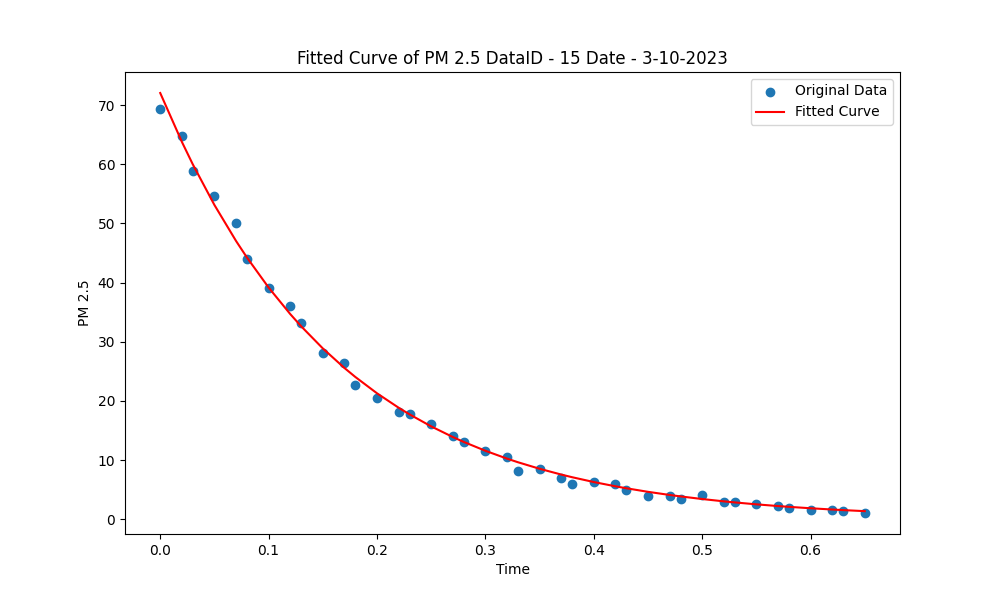 Fitted Curve of PM 2.5 DataID - 15 Date - 3-10-2023
Original Data
Fitted Curve
PM 2.5
70
60
50
40
30
20
10
0
0.0 0.1 0.2 0.3 0.4 0.5 0.6
Time